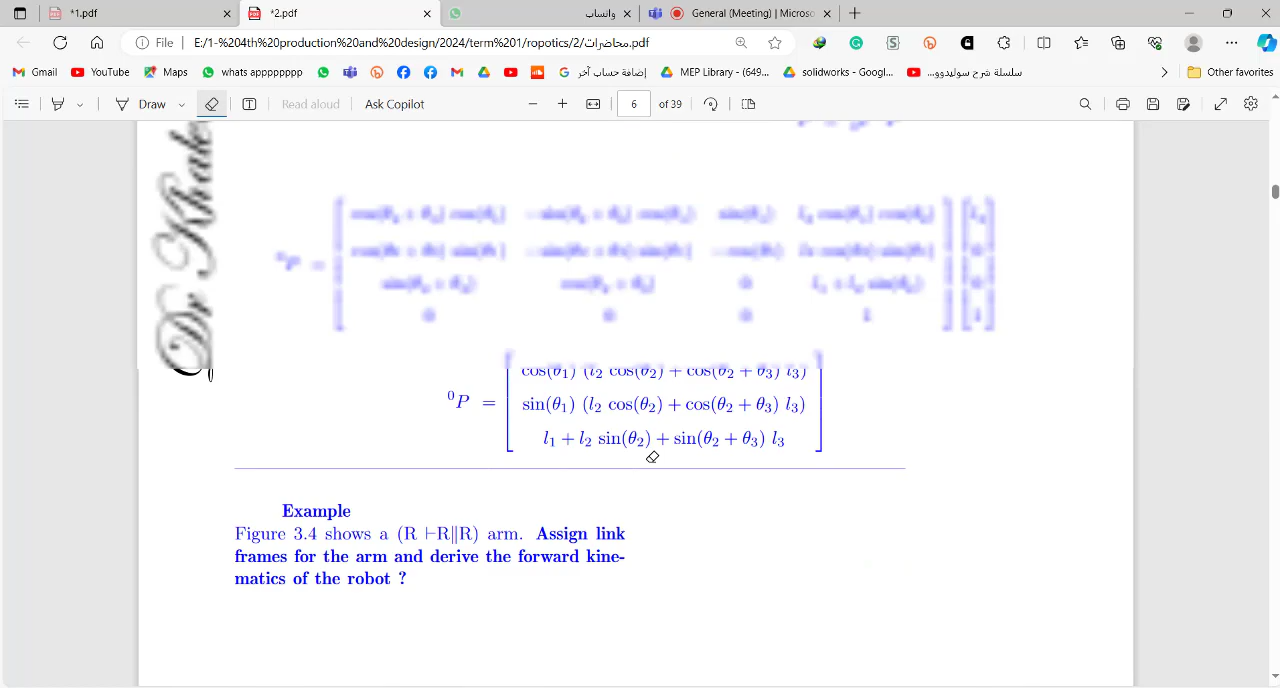 *1.pdf
*2.pdf
واتساب
General (Meeting) | Microso
File
E:/1-%204th%20production%20and%20design/2024/term%201/ropotics/2/محاضرات.pdf
Gmail
YouTube
Maps
whats apppppppp
إضافة حساب آخر
MEP Library - (649...
solidworks - Googl...
سلسلة شرح سوليدوو...
Other favorites
Draw
Read aloud
Ask Copilot
6
of 39
Dr Khale
cos(θ₁) (l₂ cos(θ₂) + cos(θ₂ + θ₃) l₃)
⁰P = sin(θ₁) (l₂ cos(θ₂) + cos(θ₂ + θ₃) l₃)
l₁ + l₂ sin(θ₂) + sin(θ₂ + θ₃) l₃
Example
Figure 3.4 shows a (R ⊢R∥R) arm. Assign link
frames for the arm and derive the forward kine-
matics of the robot ?